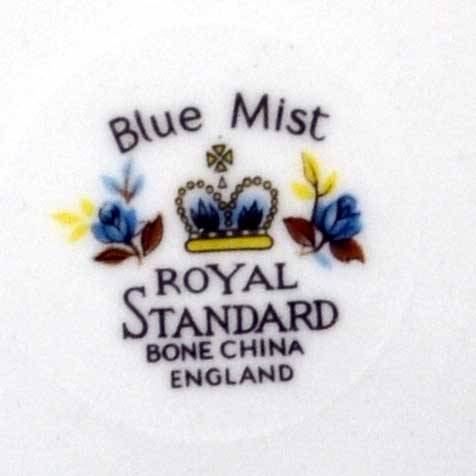 Blue Mist
ROYAL
STANDARD
BONE CHINA
ENGLAND